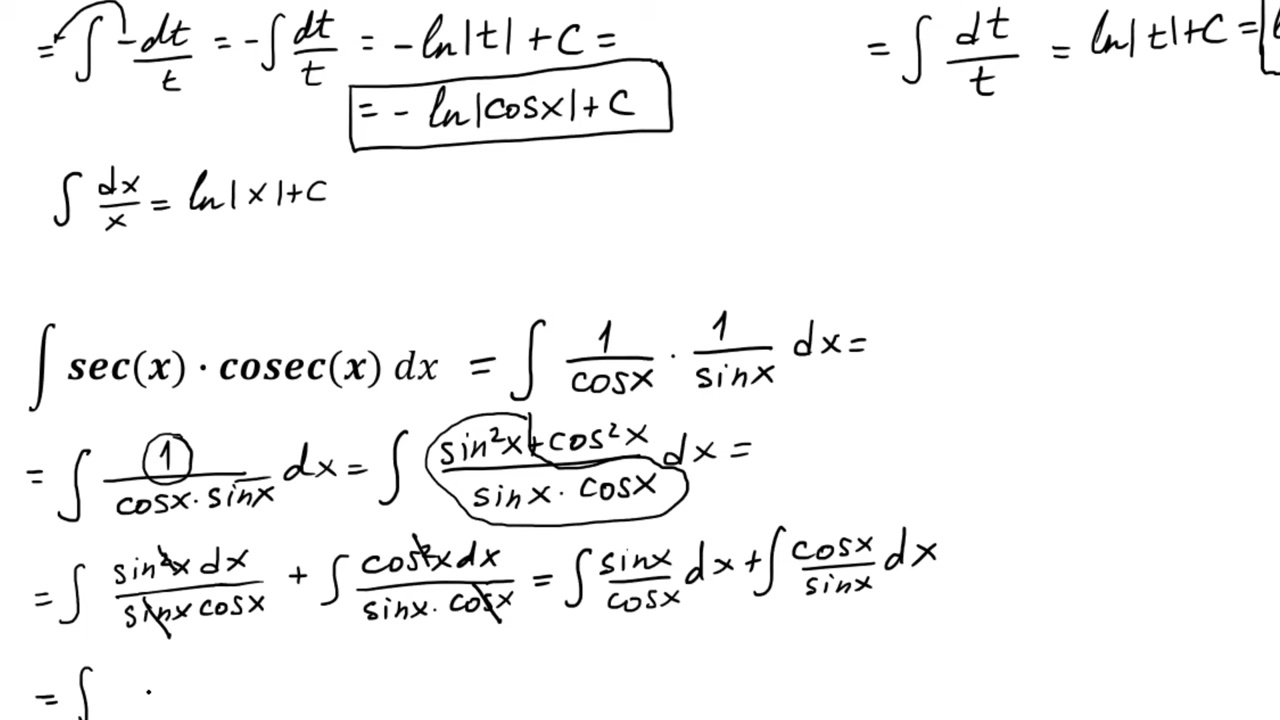 = ∫ -dt/t = -∫ dt/t = -ln|t| + C =
= - ln|cosx| + C
= ∫ dt/t = ln|t|+C =
∫ dx/x = ln|x|+C
∫ sec(x) · cosec(x) dx = ∫ 1/cosx · 1/sinx dx =
= ∫ 1/(cosx · sinx) dx = ∫ (sin²x + cos²x)/(sinx · cosx) dx =
= ∫ sin²x dx/(sinx cosx) + ∫ cos²x dx/(sinx · cosx) = ∫ sinx/cosx dx + ∫ cosx/sinx dx
= ∫